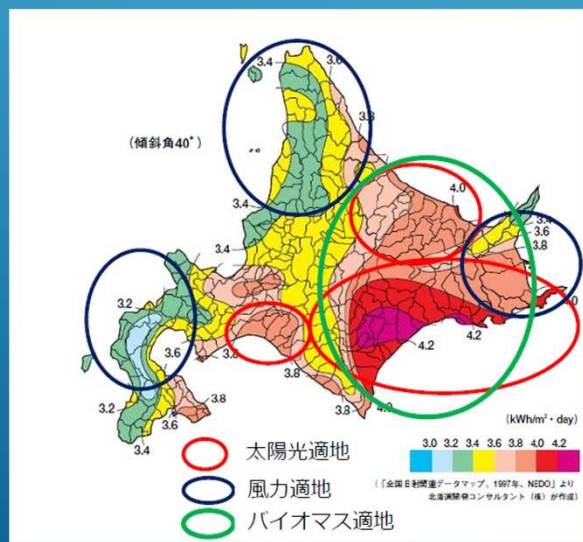 3.4
3.6
(傾斜角40°)
3.8
4.0
3.4
3.4
3.6
3.8
3.4
4.0
3.2
3.6
3.8
4.2
4.2
3.8
3.2
3.8
3.6
3.8
4.0
3.4
(kWh/m²・day)
3.0 3.2 3.4 3.6 3.8 4.0 4.2
太陽光適地
(『全国日射関連データマップ、1997年、NEDO』より
北海道開発コンサルタント(株)が作成)
風力適地
バイオマス適地